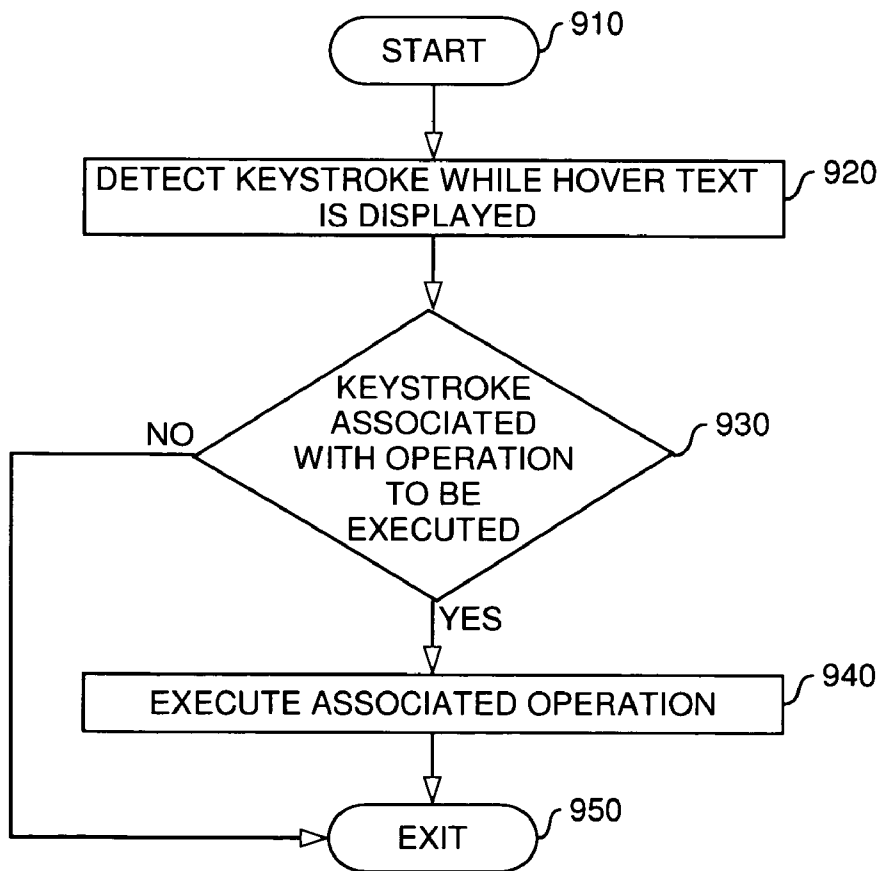 START
910
DETECT KEYSTROKE WHILE HOVER TEXT
IS DISPLAYED
920
KEYSTROKE
ASSOCIATED
WITH OPERATION
TO BE
EXECUTED
930
NO
YES
EXECUTE ASSOCIATED OPERATION
940
EXIT
950